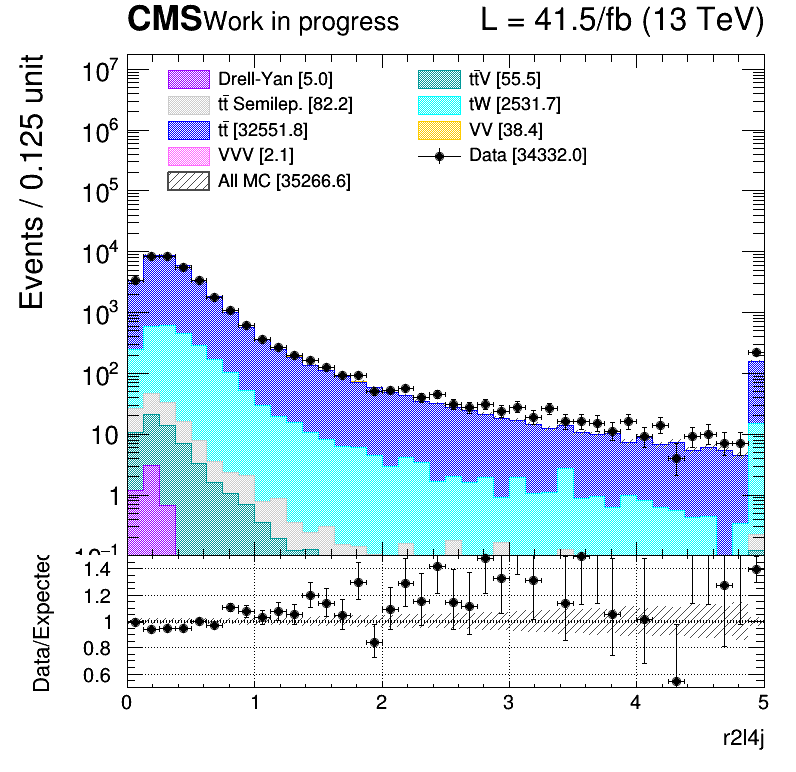 CMS Work in progress L = 41.5/fb (13 TeV)
Events / 0.125 unit
10⁷
10⁶
10⁵
10⁴
10³
10²
10
1
10⁻¹
Drell-Yan [5.0]
tt̄ Semilep. [82.2]
tt̄ [32551.8]
VVV [2.1]
All MC [35266.6]
tt̄V [55.5]
tW [2531.7]
VV [38.4]
Data [34332.0]
Data/Expected
1.4
1.2
1
0.8
0.6
0 1 2 3 4 5
r2l4j